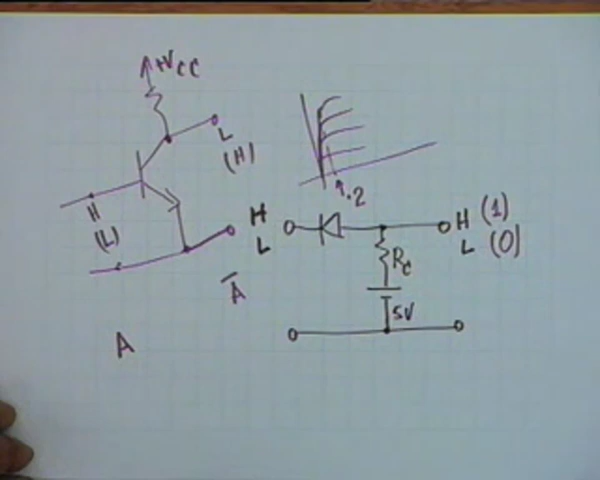 +VCC
L
(H)
H
(L)
.2
H
L
H (1)
L (0)
RC
5V
Ā
A